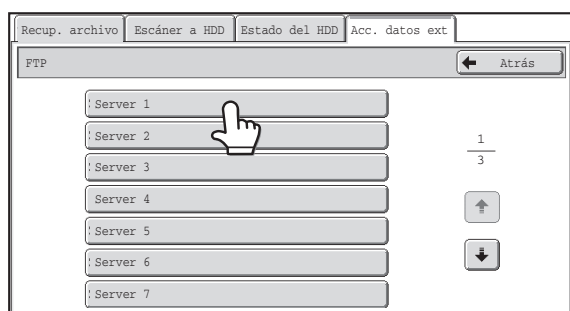 Recup. archivo Escáner a HDD Estado del HDD Acc. datos ext
FTP Atrás
Server 1
Server 2
Server 3
Server 4
Server 5
Server 6
Server 7
1
3